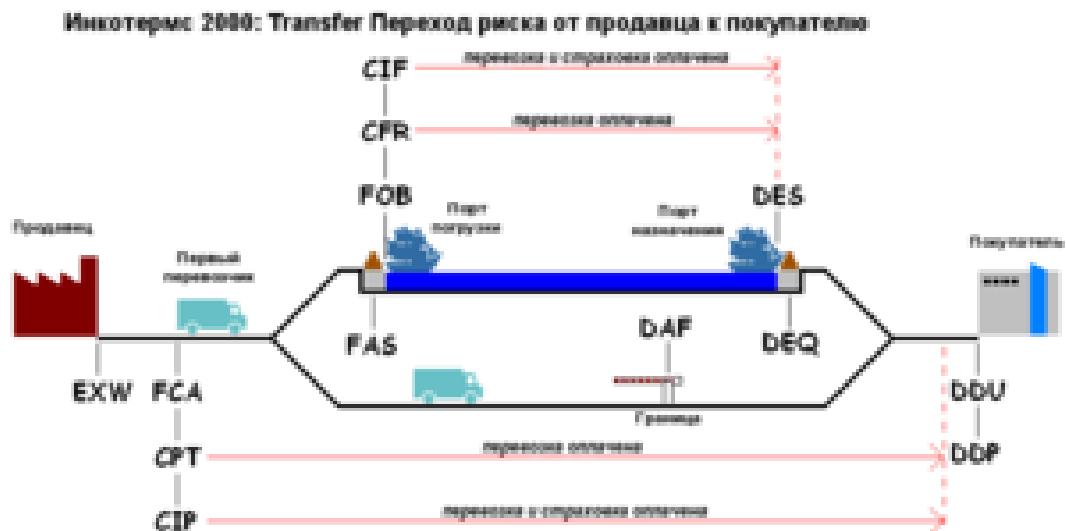 Инкотермс 2000: Transfer Переход риска от продавца к покупателю
CIF перевозка и страховка оплачена
CFR перевозка оплачена
FOB
DES
Порт
погрузки
Порт
назначения
Продавец
Первый
перевозчик
Покупатель
FAS
DAF
DEQ
EXW
FCA
Граница
DDU
CPT перевозка оплачена
DDP
CIP перевозка и страховка оплачена